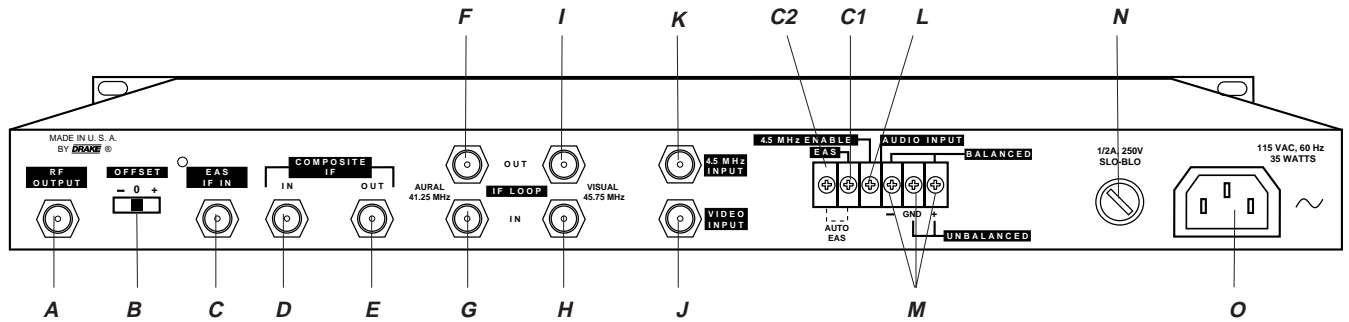 F I K C2 C1 L N
MADE IN U. S. A.
BY DRAKE ®
RF
OUTPUT
OFFSET
– 0 +
EAS
IF IN
COMPOSITE
IF
IN OUT
AURAL
41.25 MHz
OUT
IF LOOP
IN
VISUAL
45.75 MHz
4.5 MHz
INPUT
VIDEO
INPUT
4.5 MHz ENABLE
EAS
AUDIO INPUT
BALANCED
– GND +
AUTO
EAS
UNBALANCED
1/2A, 250V
SLO-BLO
115 VAC, 60 Hz
35 WATTS
A B C D E G H J M O